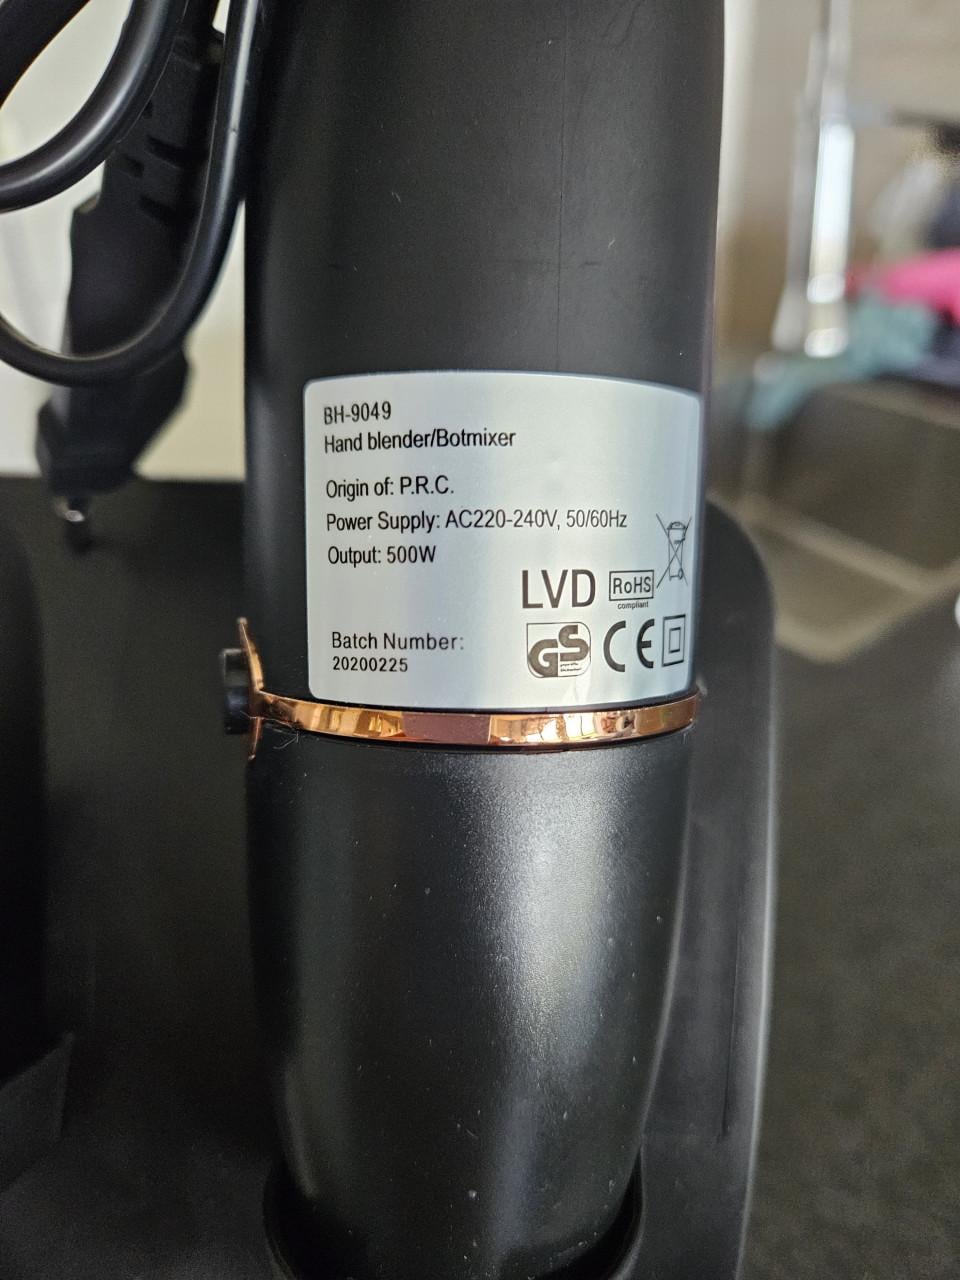 BH-9049
Hand blender/Botmixer
Origin of: P.R.C.
Power Supply: AC220-240V, 50/60Hz
Output: 500W
LVD
RoHS
compliant
Batch Number:
20200225
GS
CE